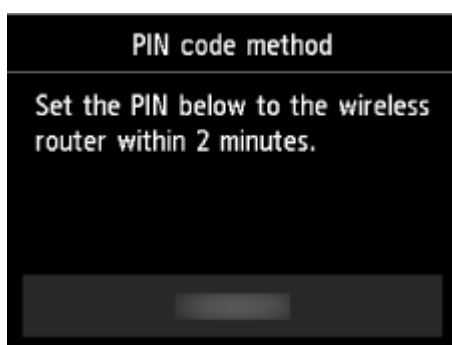 PIN code method
Set the PIN below to the wireless
router within 2 minutes.